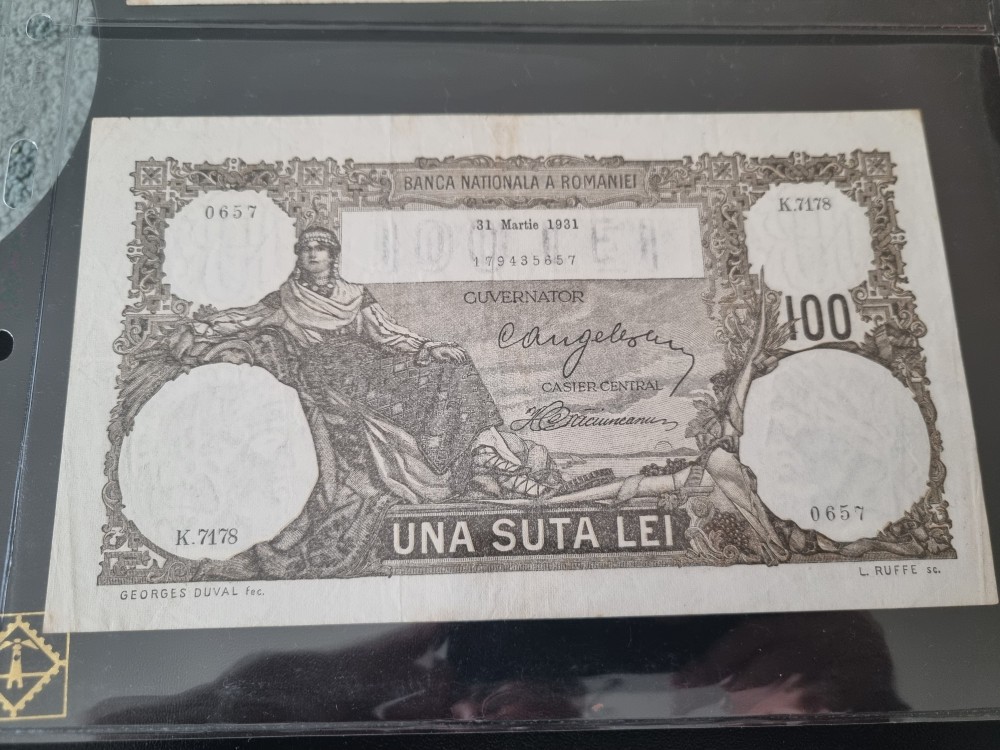 BANCA NATIONALA A ROMANIEI
0657
31 Martie 1931
K.7178
179435657
GUVERNATOR
100
CAngelescu
CASIER CENTRAL
K.7178
UNA SUTA LEI
0657
GEORGES DUVAL fec.
L. RUFFE sc.